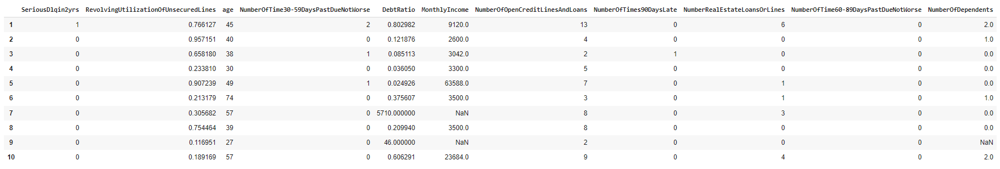 SeriousDlqin2yrs RevolvingUtilizationOfUnsecuredLines age NumberOfTime30-59DaysPastDueNotWorse DebtRatio MonthlyIncome NumberOfOpenCreditLinesAndLoans NumberOfTimes90DaysLate NumberRealEstateLoansOrLines NumberOfTime60-89DaysPastDueNotWorse NumberOfDependents
1 1 0.766127 45 2 0.802982 9120.0 13 0 6 0 2.0
2 0 0.957151 40 0 0.121876 2600.0 4 0 0 0 1.0
3 0 0.658180 38 1 0.085113 3042.0 2 1 0 0 0.0
4 0 0.233810 30 0 0.036050 3300.0 5 0 0 0 0.0
5 0 0.907239 49 1 0.024926 63588.0 7 0 1 0 0.0
6 0 0.213179 74 0 0.375607 3500.0 3 0 1 0 1.0
7 0 0.305682 57 0 5710.000000 NaN 8 0 3 0 0.0
8 0 0.754464 39 0 0.209940 3500.0 8 0 0 0 0.0
9 0 0.116951 27 0 46.000000 NaN 2 0 0 0 NaN
10 0 0.189169 57 0 0.606291 23684.0 9 0 4 0 2.0